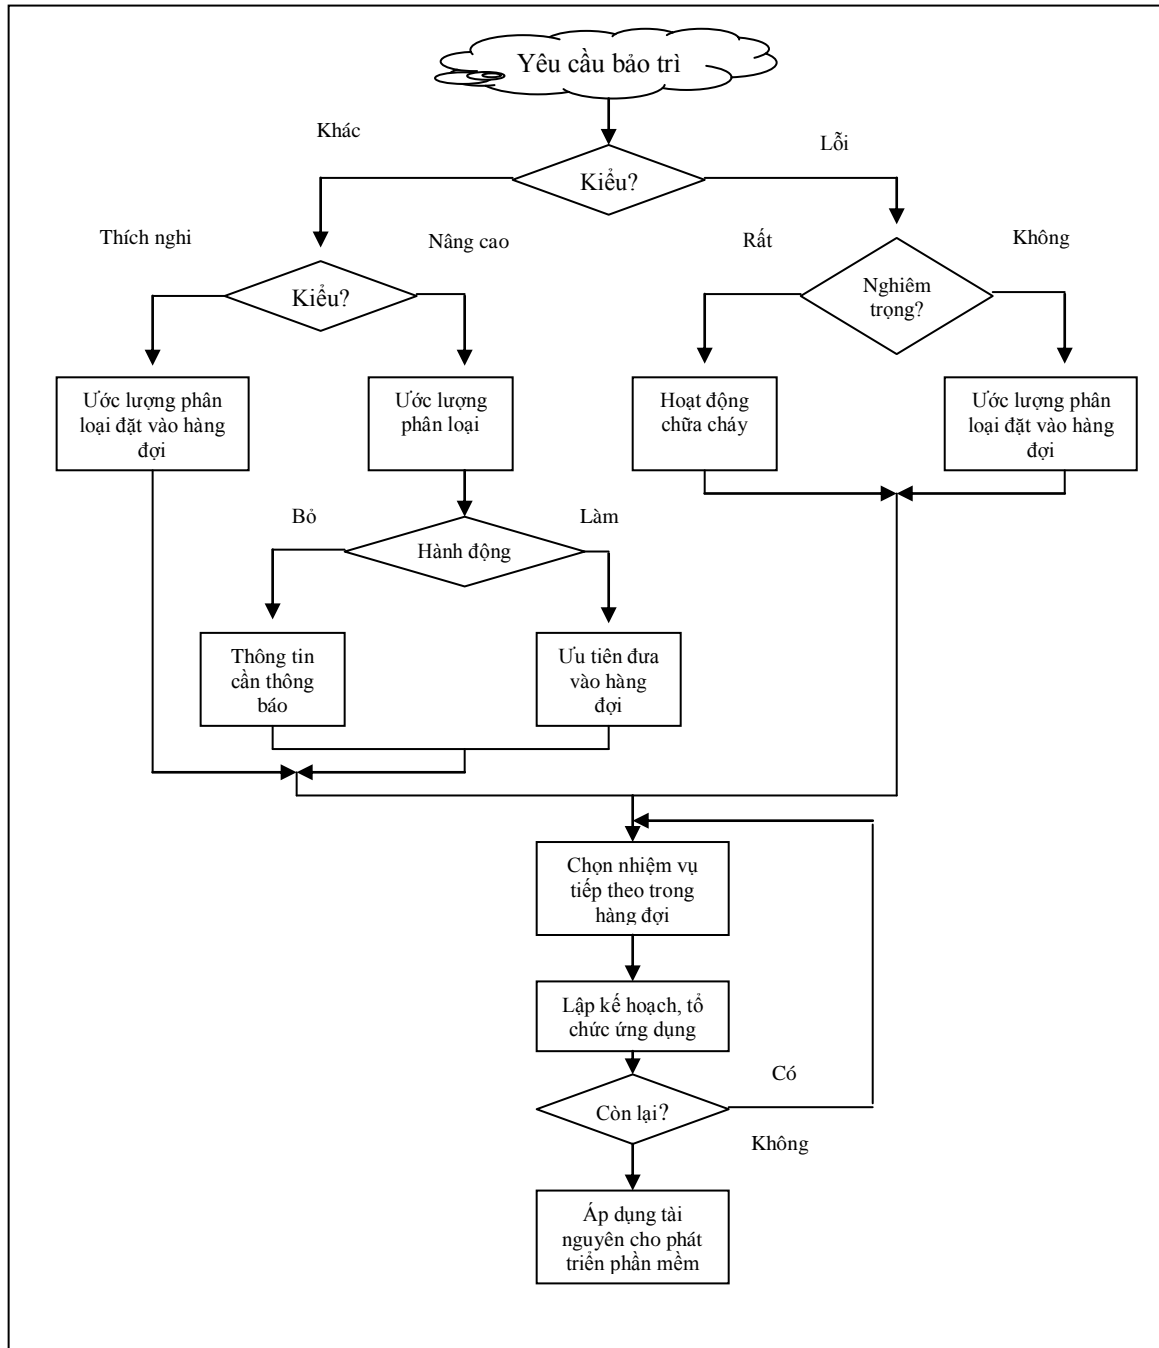 Yêu cầu bảo trì
Khác
Lỗi
Kiểu?
Thích nghi
Nâng cao
Rất
Không
Kiểu?
Nghiêm
trọng?
Ước lượng phân
loại đặt vào hàng
đợi
Ước lượng
phân loại
Hoạt động
chữa cháy
Ước lượng phân
loại đặt vào hàng
đợi
Bỏ
Làm
Hành động
Thông tin
cần thông
báo
Ưu tiên đưa
vào hàng
đợi
Chọn nhiệm vụ
tiếp theo trong
hàng đợi
Lập kế hoạch, tổ
chức ứng dụng
Có
Còn lại?
Không
Áp dụng tài
nguyên cho phát
triển phần mềm